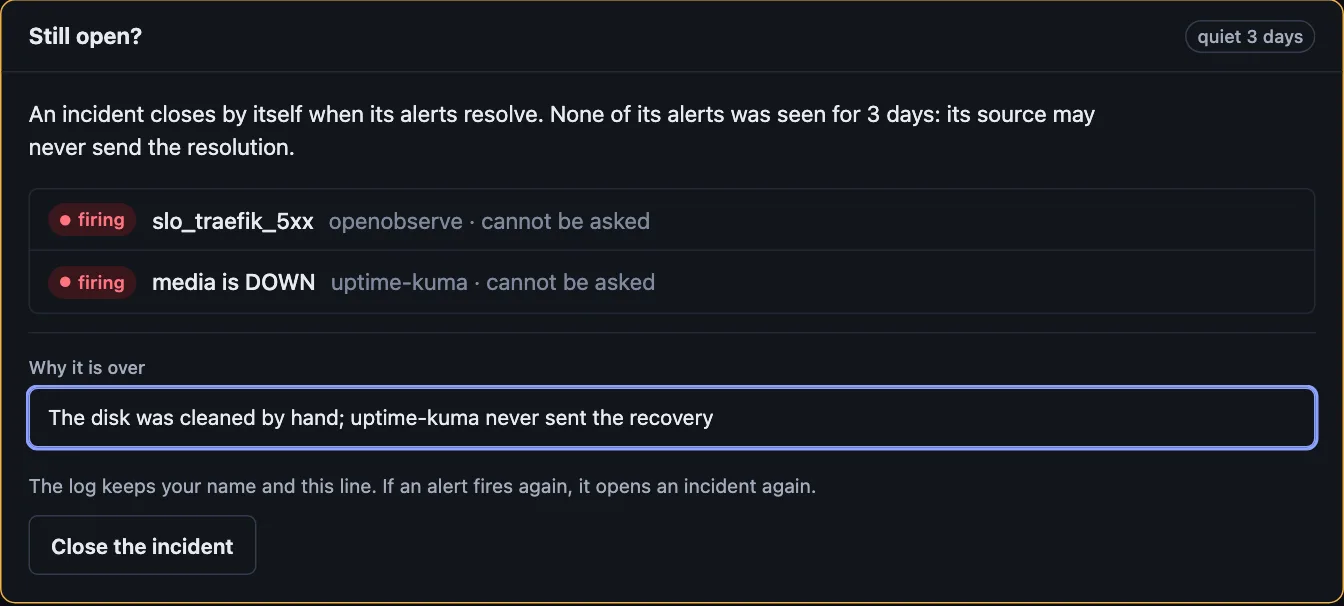 Still open?
quiet 3 days
An incident closes by itself when its alerts resolve. None of its alerts was seen for 3 days: its source may
never send the resolution.
firing slo_traefik_5xx openobserve · cannot be asked
firing media is DOWN uptime-kuma · cannot be asked
Why it is over
The disk was cleaned by hand; uptime-kuma never sent the recovery
The log keeps your name and this line. If an alert fires again, it opens an incident again.
Close the incident